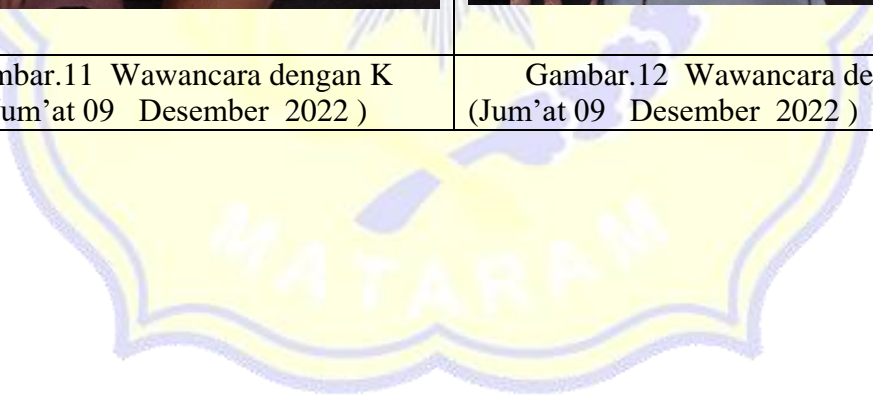 mbar.11 Wawancara dengan K
um’at 09 Desember 2022 )
Gambar.12 Wawancara de
(Jum’at 09 Desember 2022 )
MATARAM